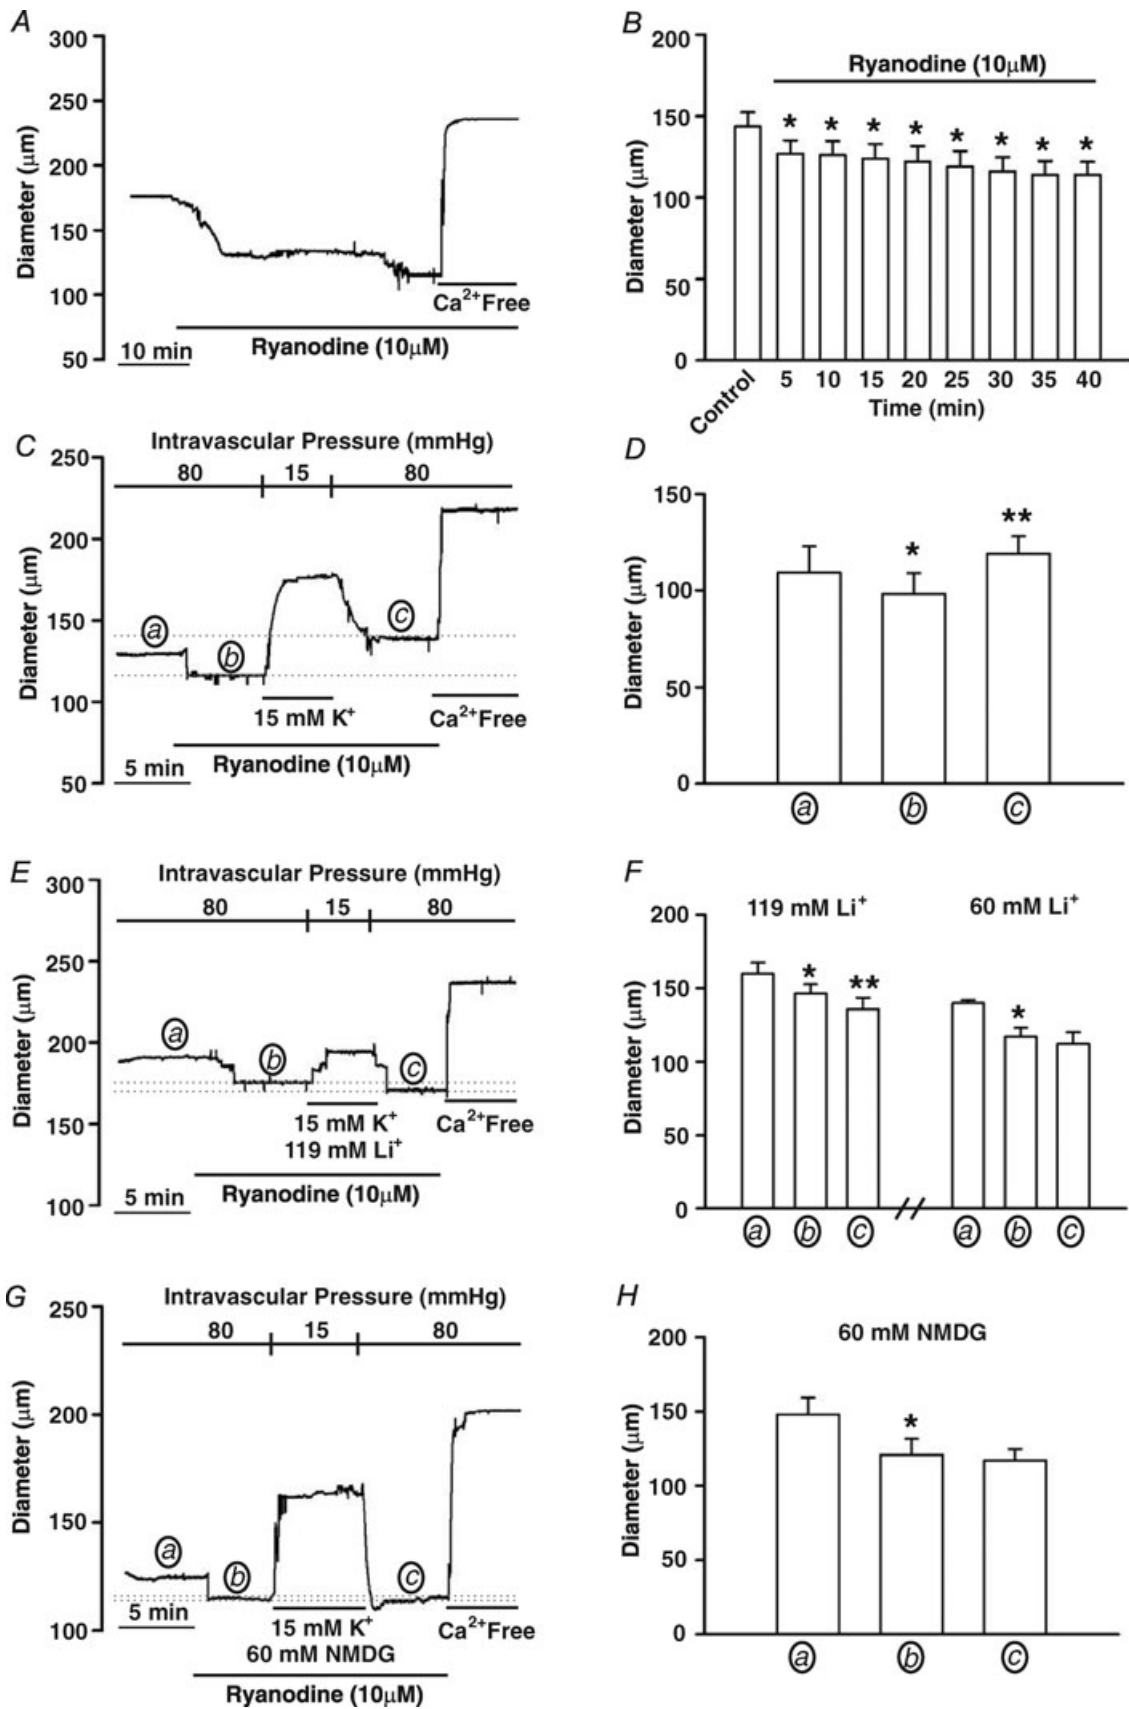 A
300
250
200
150
100
50
Diameter (μm)
Ca2+Free
10 min
Ryanodine (10μM)
B
200
150
100
50
0
Diameter (μm)
Ryanodine (10μM)
* * * * * * * *
Control 5 10 15 20 25 30 35 40
Time (min)
C
Intravascular Pressure (mmHg)
80 15 80
250
200
150
100
50
Diameter (μm)
a b c
15 mM K+
Ca2+Free
5 min
Ryanodine (10μM)
D
150
100
50
0
Diameter (μm)
* **
a b c
E
Intravascular Pressure (mmHg)
80 15 80
300
250
200
150
100
Diameter (μm)
a b c
15 mM K+
119 mM Li+
Ca2+Free
5 min
Ryanodine (10μM)
F
119 mM Li+ 60 mM Li+
200
150
100
50
0
Diameter (μm)
* ** *
a b c a b c
G
Intravascular Pressure (mmHg)
80 15 80
250
200
150
100
Diameter (μm)
a b c
5 min
15 mM K+
60 mM NMDG
Ca2+Free
Ryanodine (10μM)
H
60 mM NMDG
200
150
100
50
0
Diameter (μm)
*
a b c